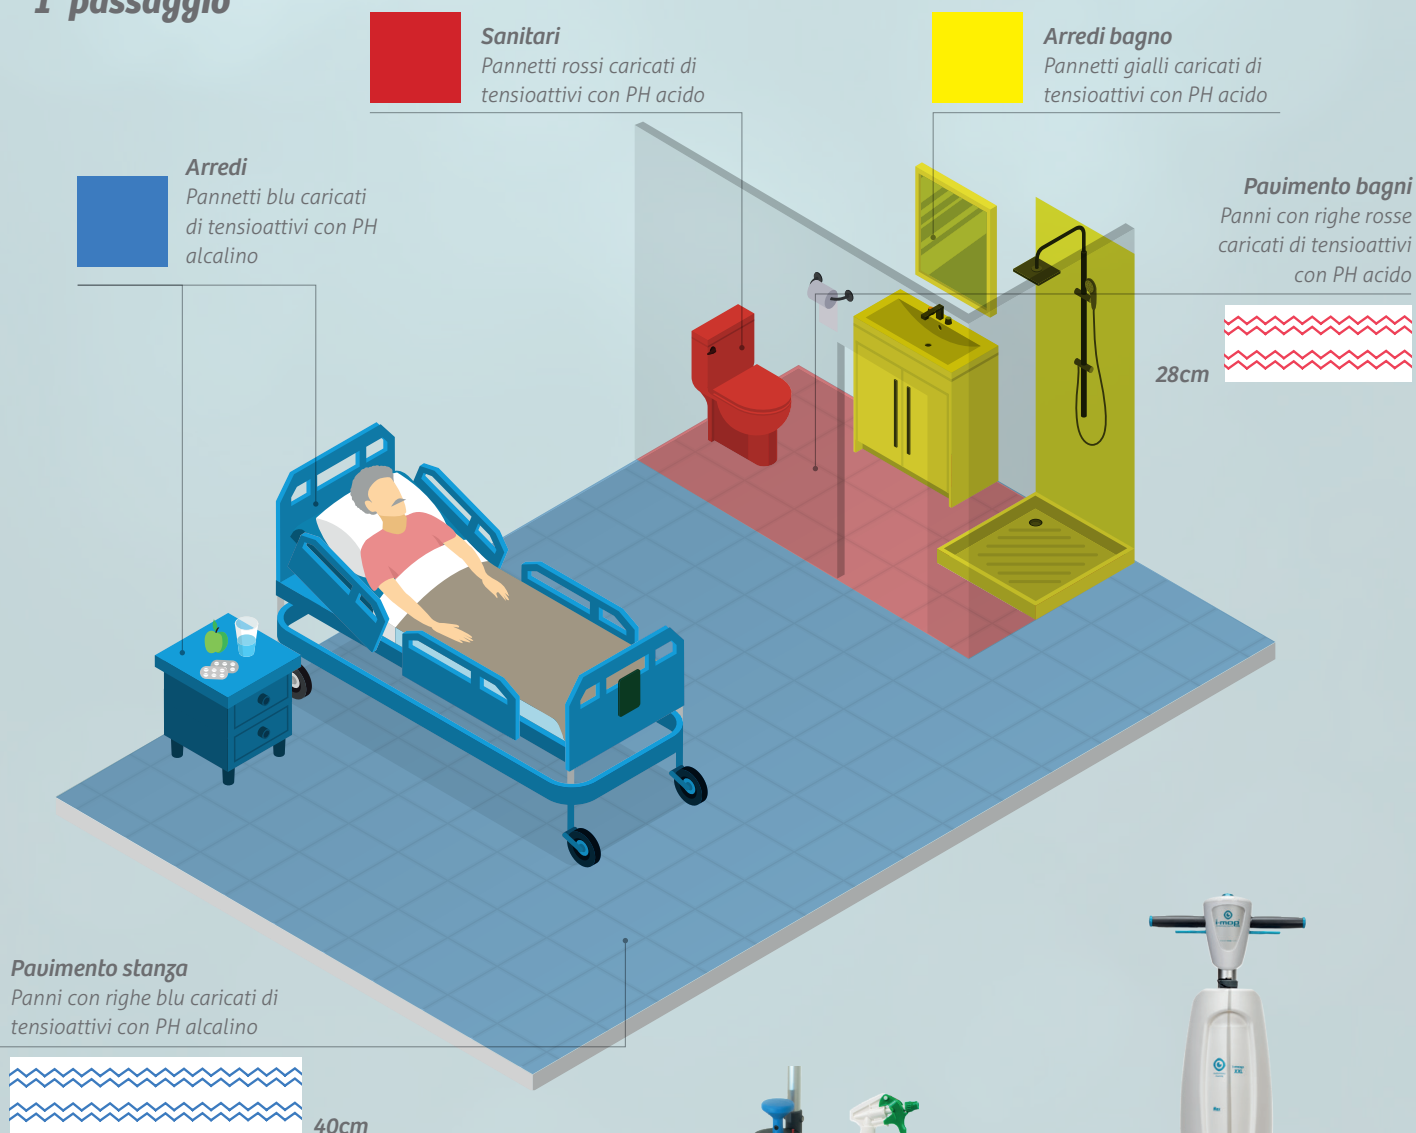 1 passaggio
Sanitari
Pannetti rossi caricati di
tensioattivi con PH acido
Arredi bagno
Pannetti gialli caricati di
tensioattivi con PH acido
Arredi
Pannetti blu caricati
di tensioattivi con PH
alcalino
Pavimento bagni
Panni con righe rosse
caricati di tensioattivi
con PH acido
28cm
Pavimento stanza
Panni con righe blu caricati di
tensioattivi con PH alcalino
40cm
i-mop